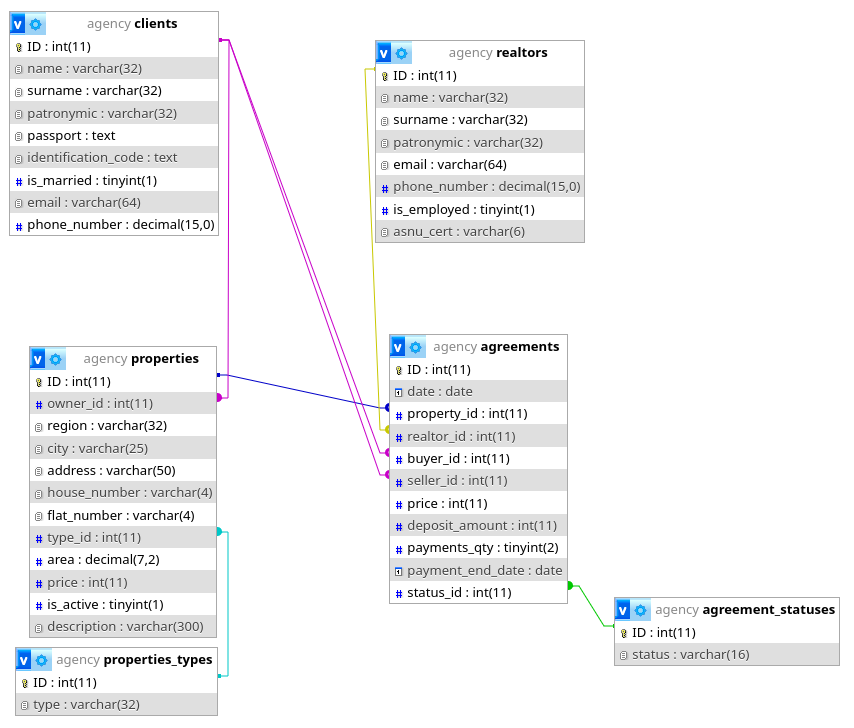 agency clients
ID : int(11)
name : varchar(32)
surname : varchar(32)
patronymic : varchar(32)
passport : text
identification_code : text
is_married : tinyint(1)
email : varchar(64)
phone_number : decimal(15,0)
agency realtors
ID : int(11)
name : varchar(32)
surname : varchar(32)
patronymic : varchar(32)
email : varchar(64)
phone_number : decimal(15,0)
is_employed : tinyint(1)
asnu_cert : varchar(6)
agency properties
ID : int(11)
owner_id : int(11)
region : varchar(32)
city : varchar(25)
address : varchar(50)
house_number : varchar(4)
flat_number : varchar(4)
type_id : int(11)
area : decimal(7,2)
price : int(11)
is_active : tinyint(1)
description : varchar(300)
agency agreements
ID : int(11)
date : date
property_id : int(11)
realtor_id : int(11)
buyer_id : int(11)
seller_id : int(11)
price : int(11)
deposit_amount : int(11)
payments_qty : tinyint(2)
payment_end_date : date
status_id : int(11)
agency agreement_statuses
ID : int(11)
status : varchar(16)
agency properties_types
ID : int(11)
type : varchar(32)